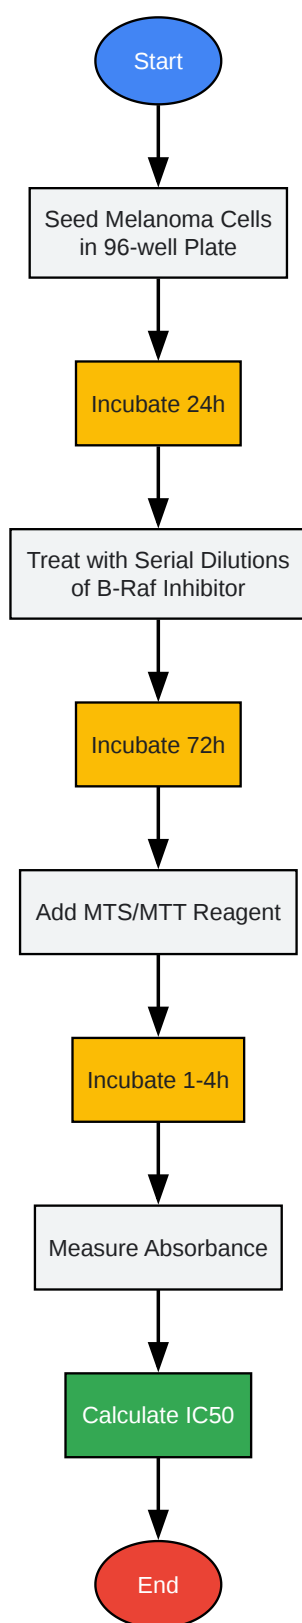 Start
Seed Melanoma Cells
in 96-well Plate
Incubate 24h
Treat with Serial Dilutions
of B-Raf Inhibitor
Incubate 72h
Add MTS/MTT Reagent
Incubate 1-4h
Measure Absorbance
Calculate IC50
End